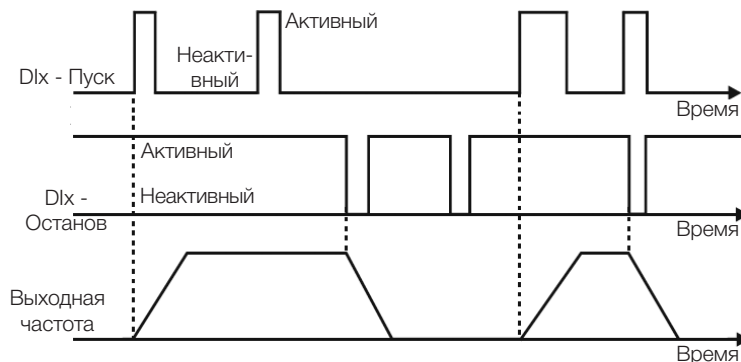 Активный
Неакти-
вный
DIx - Пуск
Время
Активный
DIx -
Останов
Неактивный
Время
Выходная
частота
Время